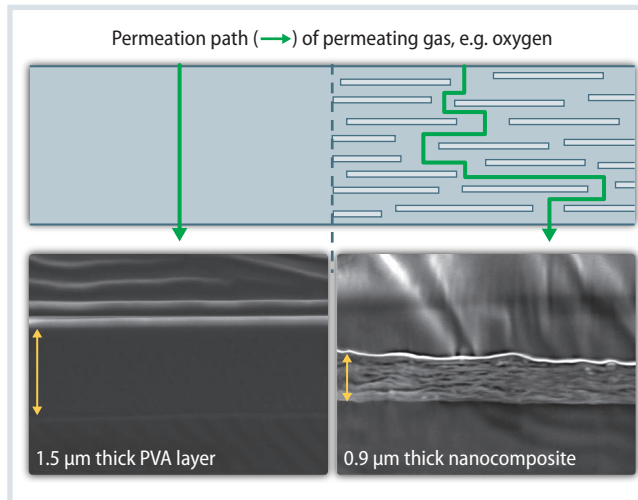 Permeation path (→) of permeating gas, e.g. oxygen
1.5 µm thick PVA layer
0.9 µm thick nanocomposite